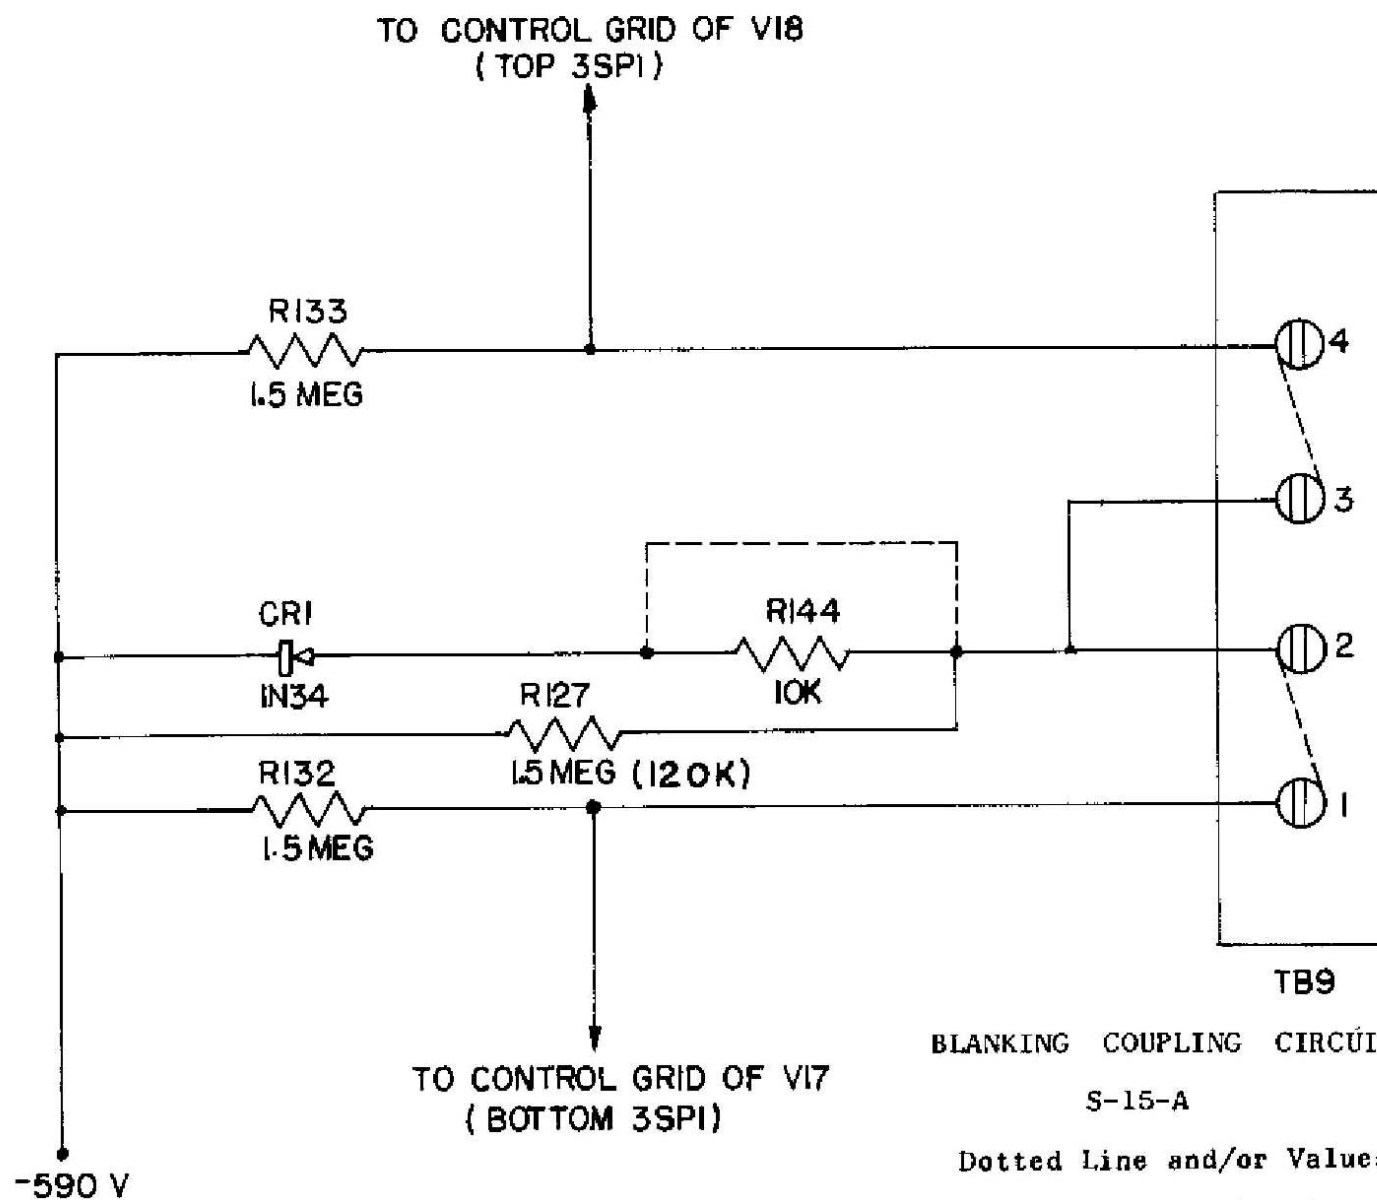 TO CONTROL GRID OF V18
(TOP 3SP1)
R133
1.5 MEG
4
3
CR1
1N34
R144
10K
2
R127
1.5 MEG (120K)
R132
1.5 MEG
1
TB9
BLANKING COUPLING CIRCUI
S-15-A
TO CONTROL GRID OF V17
(BOTTOM 3SP1)
Dotted Line and/or Value
-590 V